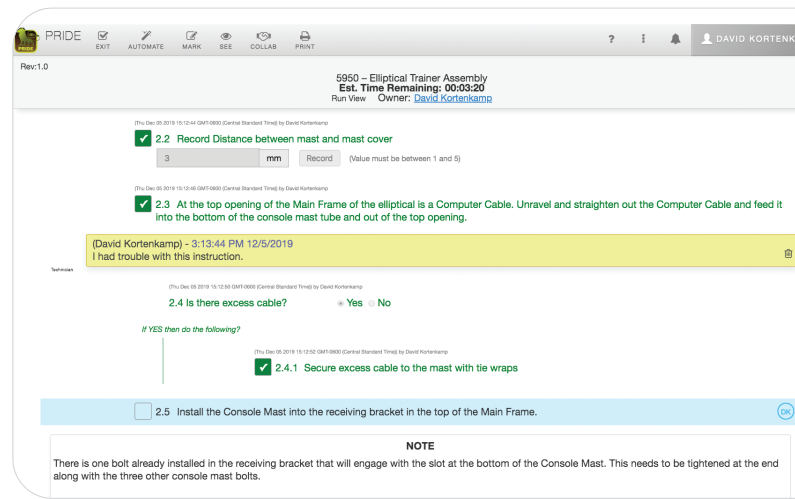 PRIDE
PRIDE
EXIT
AUTOMATE
MARK
SEE
COLLAB
PRINT
?
DAVID KORTENK
Rev:1.0
5950 – Elliptical Trainer Assembly
Est. Time Remaining: 00:03:20
Run View Owner: David Kortenkamp
(Thu Dec 05 2019 15:12:44 GMT-0600 (Central Standard Time)) by David Kortenkamp
2.2 Record Distance between mast and mast cover
3 mm Record (Value must be between 1 and 5)
(Thu Dec 05 2019 15:12:46 GMT-0600 (Central Standard Time)) by David Kortenkamp
2.3 At the top opening of the Main Frame of the elliptical is a Computer Cable. Unravel and straighten out the Computer Cable and feed it
into the bottom of the console mast tube and out of the top opening.
(David Kortenkamp) - 3:13:44 PM 12/5/2019
I had trouble with this instruction.
Technician
(Thu Dec 05 2019 15:12:50 GMT-0600 (Central Standard Time)) by David Kortenkamp
2.4 Is there excess cable? Yes No
If YES then do the following?
(Thu Dec 05 2019 15:12:52 GMT-0600 (Central Standard Time)) by David Kortenkamp
2.4.1 Secure excess cable to the mast with tie wraps
2.5 Install the Console Mast into the receiving bracket in the top of the Main Frame.
OK
NOTE
There is one bolt already installed in the receiving bracket that will engage with the slot at the bottom of the Console Mast. This needs to be tightened at the end
along with the three other console mast bolts.